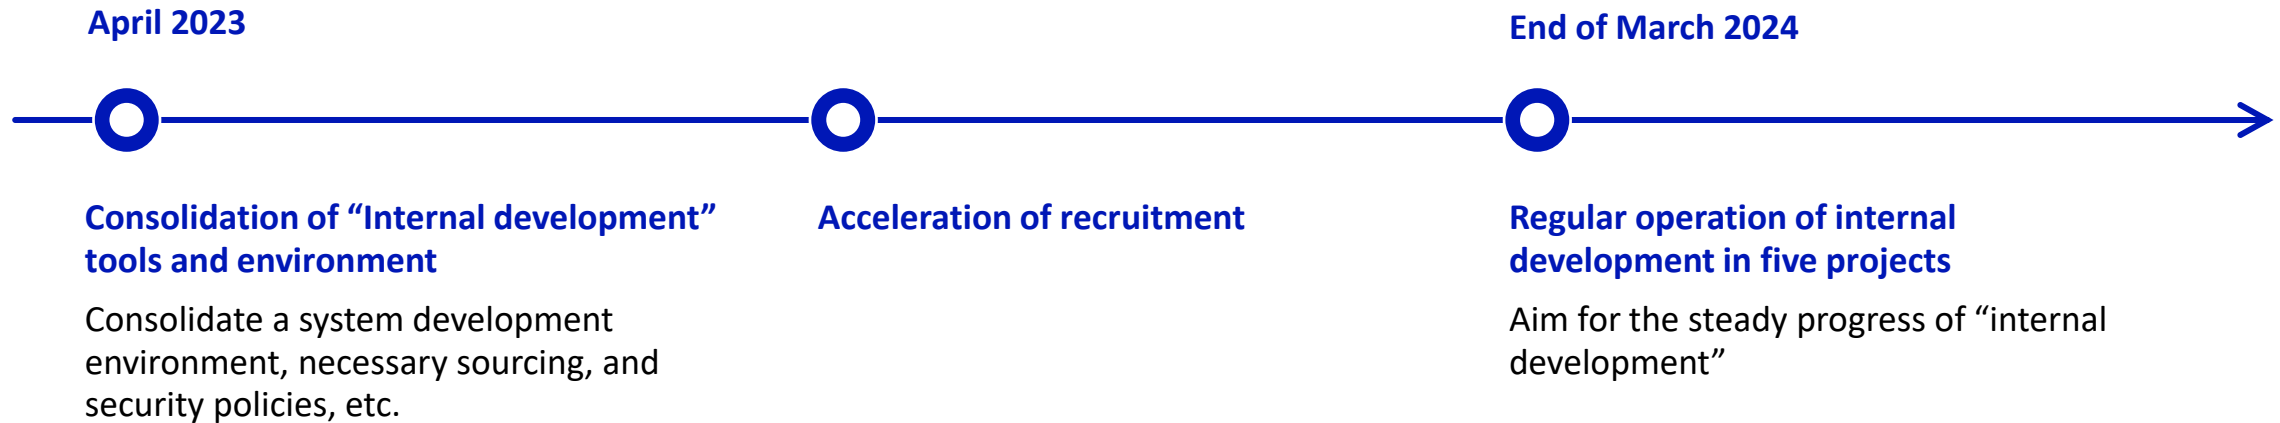 April 2023
End of March 2024
Consolidation of “Internal development”
tools and environment
Consolidate a system development
environment, necessary sourcing, and
security policies, etc.
Acceleration of recruitment
Regular operation of internal
development in five projects
Aim for the steady progress of “internal
development”